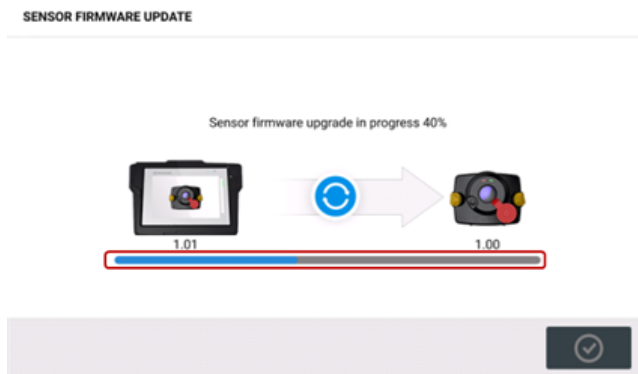 SENSOR FIRMWARE UPDATE
Sensor firmware upgrade in progress 40%
1.01
1.00